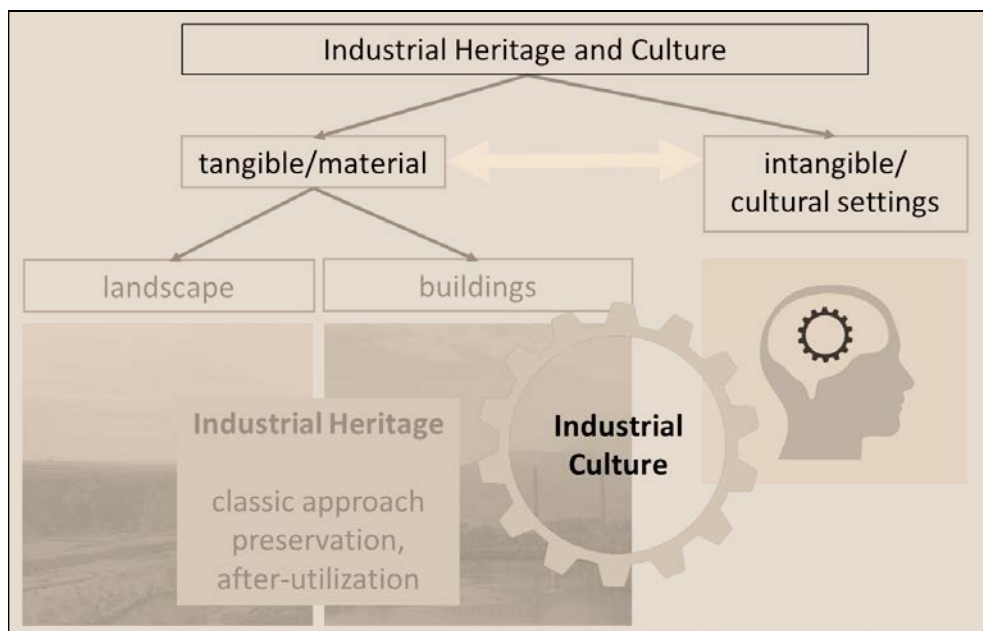 Industrial Heritage and Culture
tangible/material
intangible/
cultural settings
landscape
buildings
Industrial Heritage
classic approach
preservation,
after-utilization
Industrial
Culture